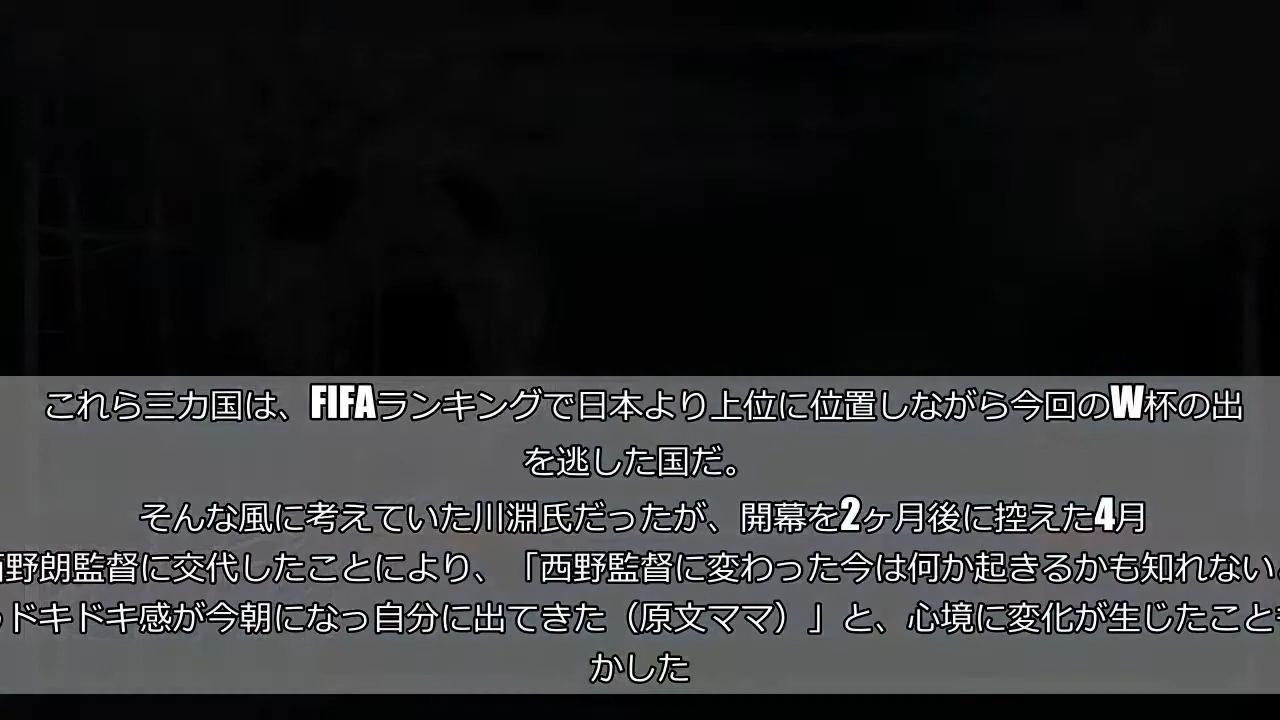 これら三カ国は、FIFAランキングで日本より上位に位置しながら今回のW杯の出
を逃した国だ。
そんな風に考えていた川淵氏だったが、開幕を2ヶ月後に控えた4月
野朗監督に交代したことにより、「西野監督に変わった今は何か起きるかも知れない
ドキドキ感が今朝になっ自分に出てきた（原文ママ）」と、心境に変化が生じたこと
かした